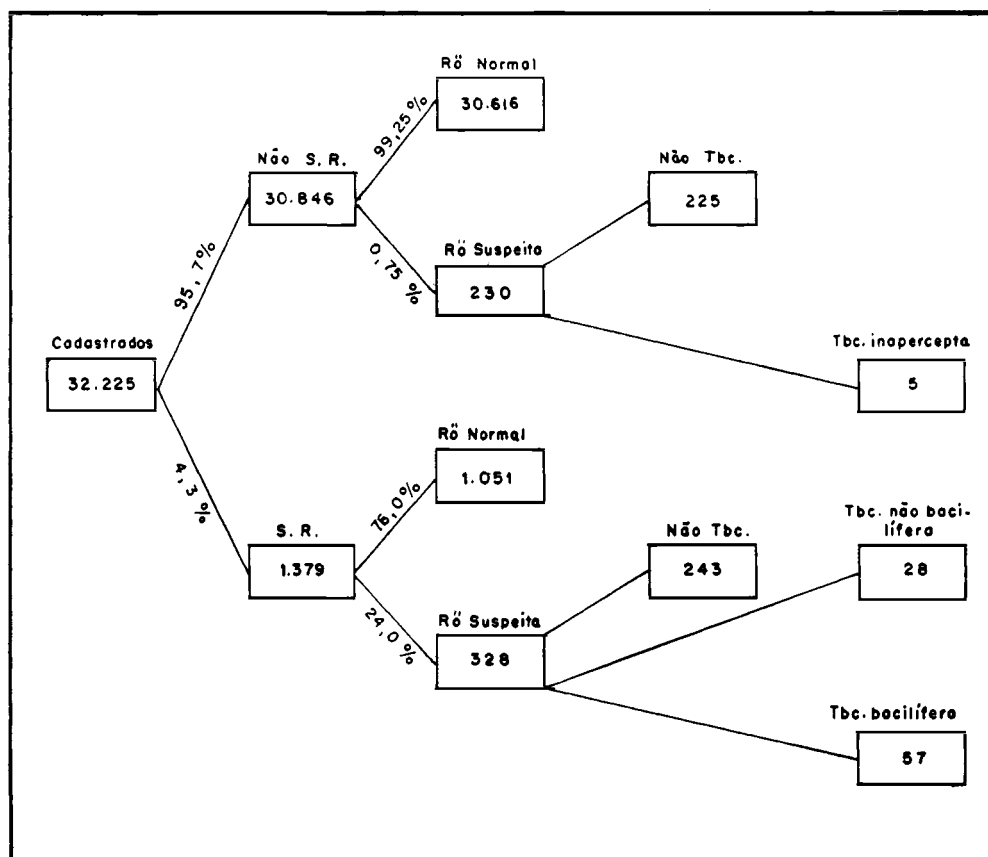 Rö Normal
30.616
99,25%
Não S.R.
30.846
Não Tbc.
225
0,75 %
Rö Suspeita
230
95,7%
Cadastrados
32.225
Tbc. inapercepta
5
4,3 %
Rö Normal
1.051
76,0%
S.R.
1.379
Não Tbc.
243
Tbc. não baci-
lífera
28
24,0%
Rö Suspeita
328
Tbc. bacilífera
57